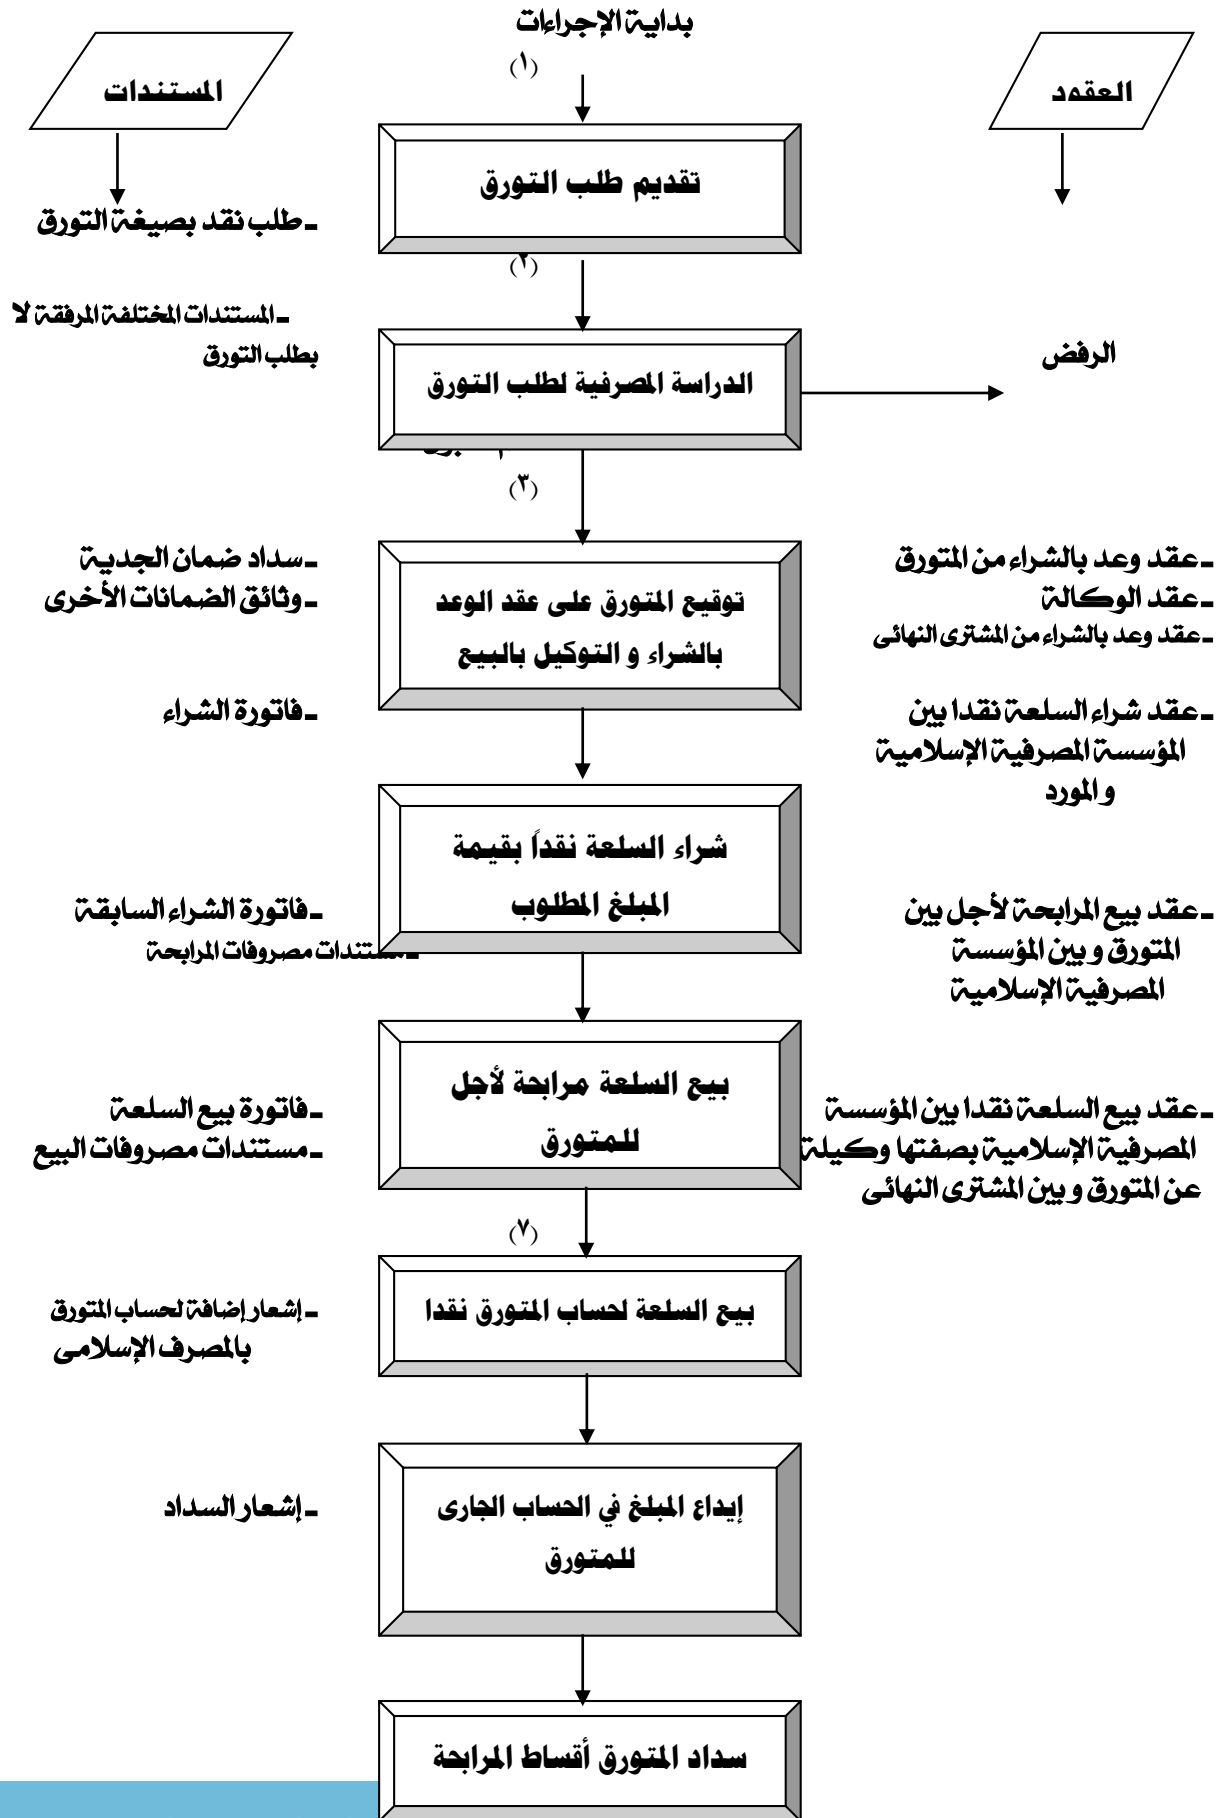 بداية الإجراءات
العقود
المستندات
(١)
تقديم طلب التورق
ـ طلب نقد بصيغة التورق
(٢)
ـ المستندات المختلفة المرفقة لا
بطلب التورق
الدراسة المصرفية لطلب التورق
الرفض
(٣)
ـ عقد وعد بالشراء من المتورق
ـ عقد الوكالة
ـ عقد وعد بالشراء من المشترى النهائى
توقيع المتورق على عقد الوعد
بالشراء و التوكيل بالبيع
ـ سداد ضمان الجدية
ـ وثائق الضمانات الأخرى
ـ عقد شراء السلعة نقدا بين
المؤسسة المصرفية الإسلامية
و المورد
ـ فاتورة الشراء
شراء السلعة نقداً بقيمة
المبلغ المطلوب
ـ عقد بيع المرابحة لأجل بين
المتورق و بين المؤسسة
المصرفية الإسلامية
ـ فاتورة الشراء السابقة
ـ مستندات مصروفات المرابحة
بيع السلعة مرابحة لأجل
للمتورق
ـ عقد بيع السلعة نقدا بين المؤسسة
المصرفية الإسلامية بصفتها وكيلة
عن المتورق و بين المشترى النهائى
ـ فاتورة بيع السلعة
ـ مستندات مصروفات البيع
(٧)
بيع السلعة لحساب المتورق نقدا
ـ إشعار إضافة لحساب المتورق
بالمصرف الإسلامى
إيداع المبلغ في الحساب الجارى
للمتورق
ـ إشعار السداد
سداد المتورق أقساط المرابحة